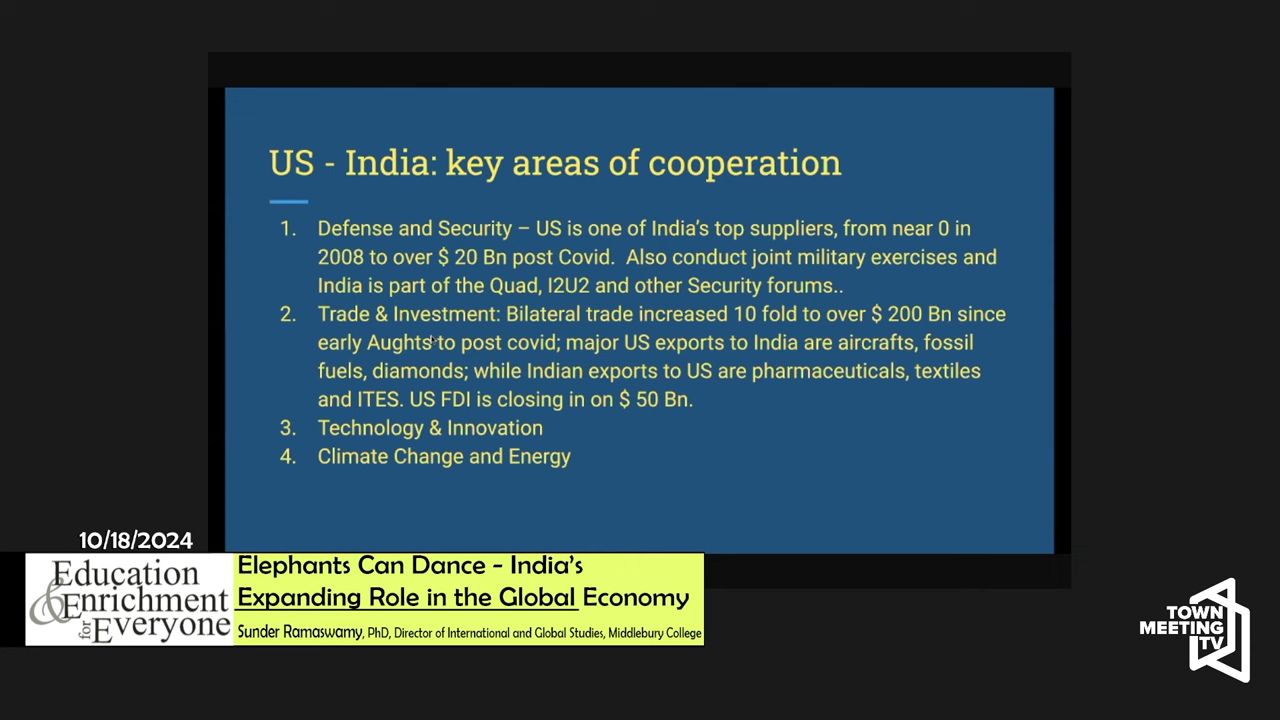 US - India: key areas of cooperation
1. Defense and Security – US is one of India's top suppliers, from near 0 in
2008 to over $ 20 Bn post Covid. Also conduct joint military exercises and
India is part of the Quad, I2U2 and other Security forums..
2. Trade & Investment: Bilateral trade increased 10 fold to over $ 200 Bn since
early Aughts to post covid; major US exports to India are aircrafts, fossil
fuels, diamonds; while Indian exports to US are pharmaceuticals, textiles
and ITES. US FDI is closing in on $ 50 Bn.
3. Technology & Innovation
4. Climate Change and Energy
10/18/2024
Education
& Enrichment
for Everyone
Elephants Can Dance - India's
Expanding Role in the Global Economy
Sunder Ramaswamy, PhD, Director of International and Global Studies, Middlebury College
TOWN
MEETING
TV